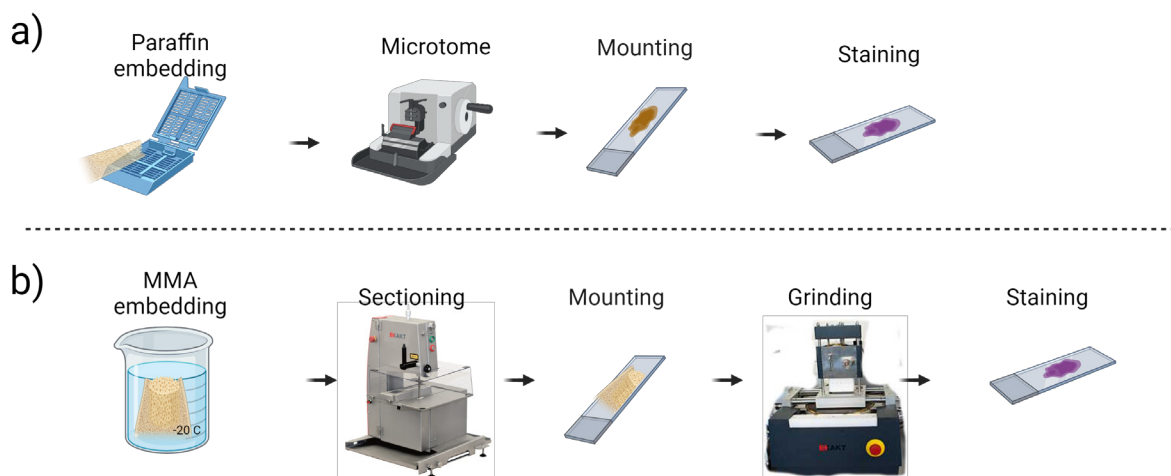 a)
Paraffin
embedding
Microtome
Mounting
Staining
b)
MMA
embedding
-20 C
Sectioning
Mounting
Grinding
Staining